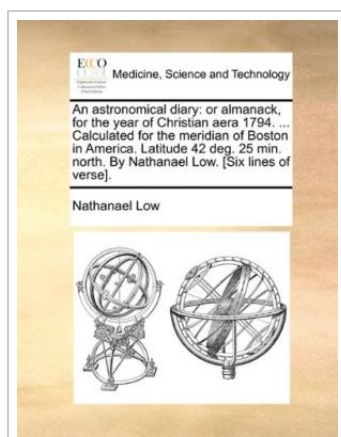 ECCO
Medicine, Science and Technology
An astronomical diary: or almanack,
for the year of Christian aera 1794. ...
Calculated for the meridian of Boston
in America. Latitude 42 deg. 25 min.
north. By Nathanael Low. [Six lines of
verse].
Nathanael Low